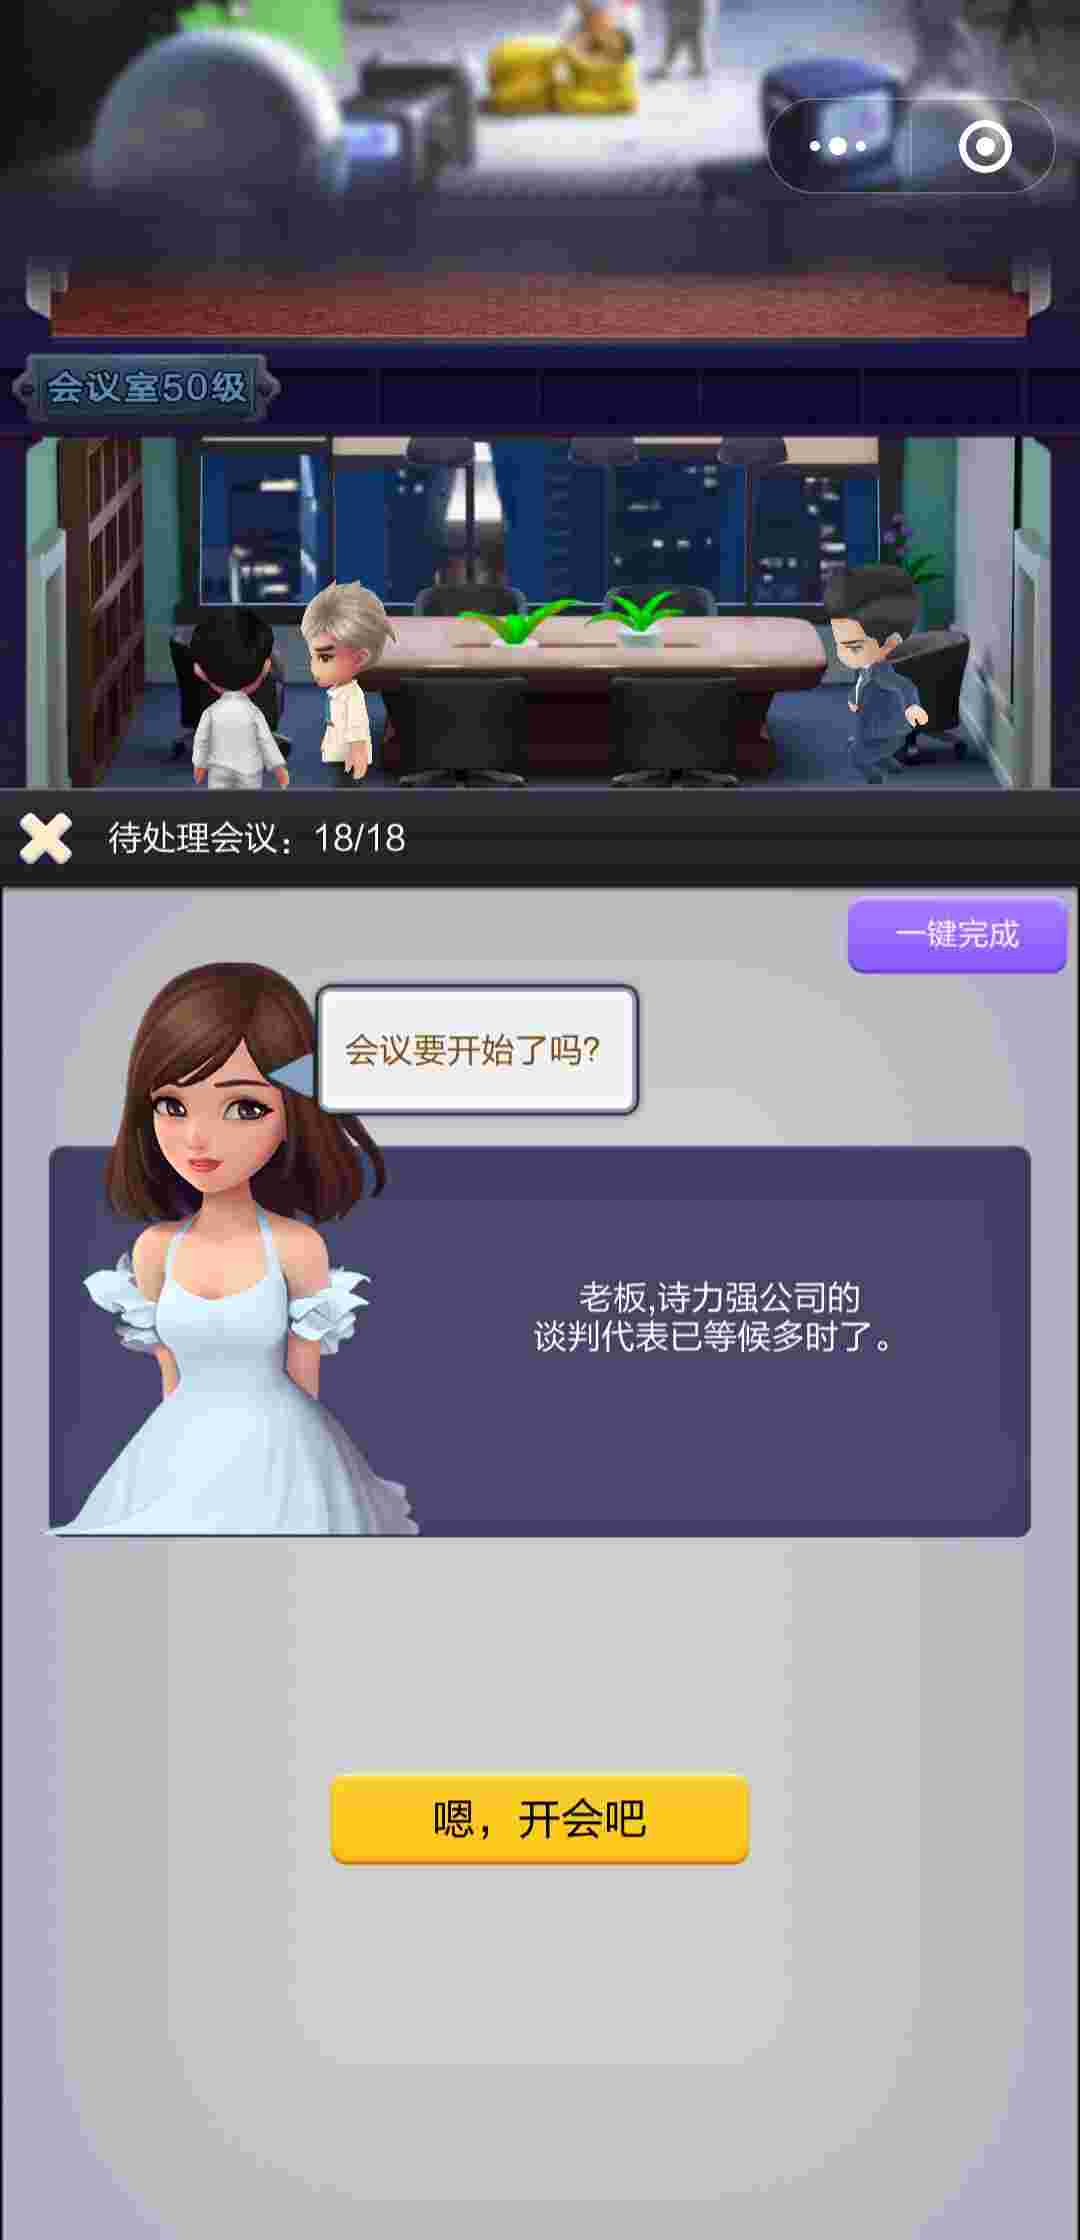 会议室50级
待处理会议：18/18
一键完成
会议要开始了吗?
老板,诗力强公司的
谈判代表已等候多时了。
嗯，开会吧